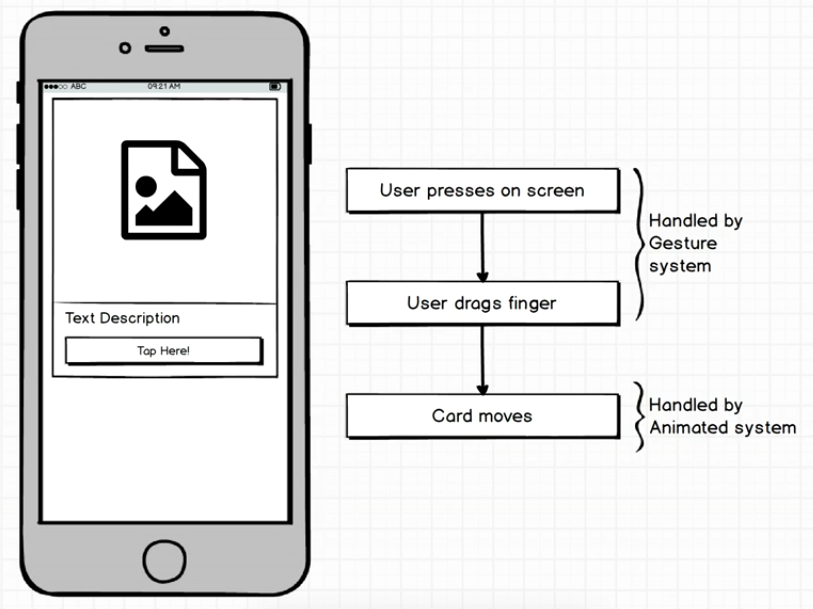 ABC 09:21 AM
Text Description
Tap Here!
User presses on screen
User drags finger
Card moves
Handled by
Gesture
system
Handled by
Animated system